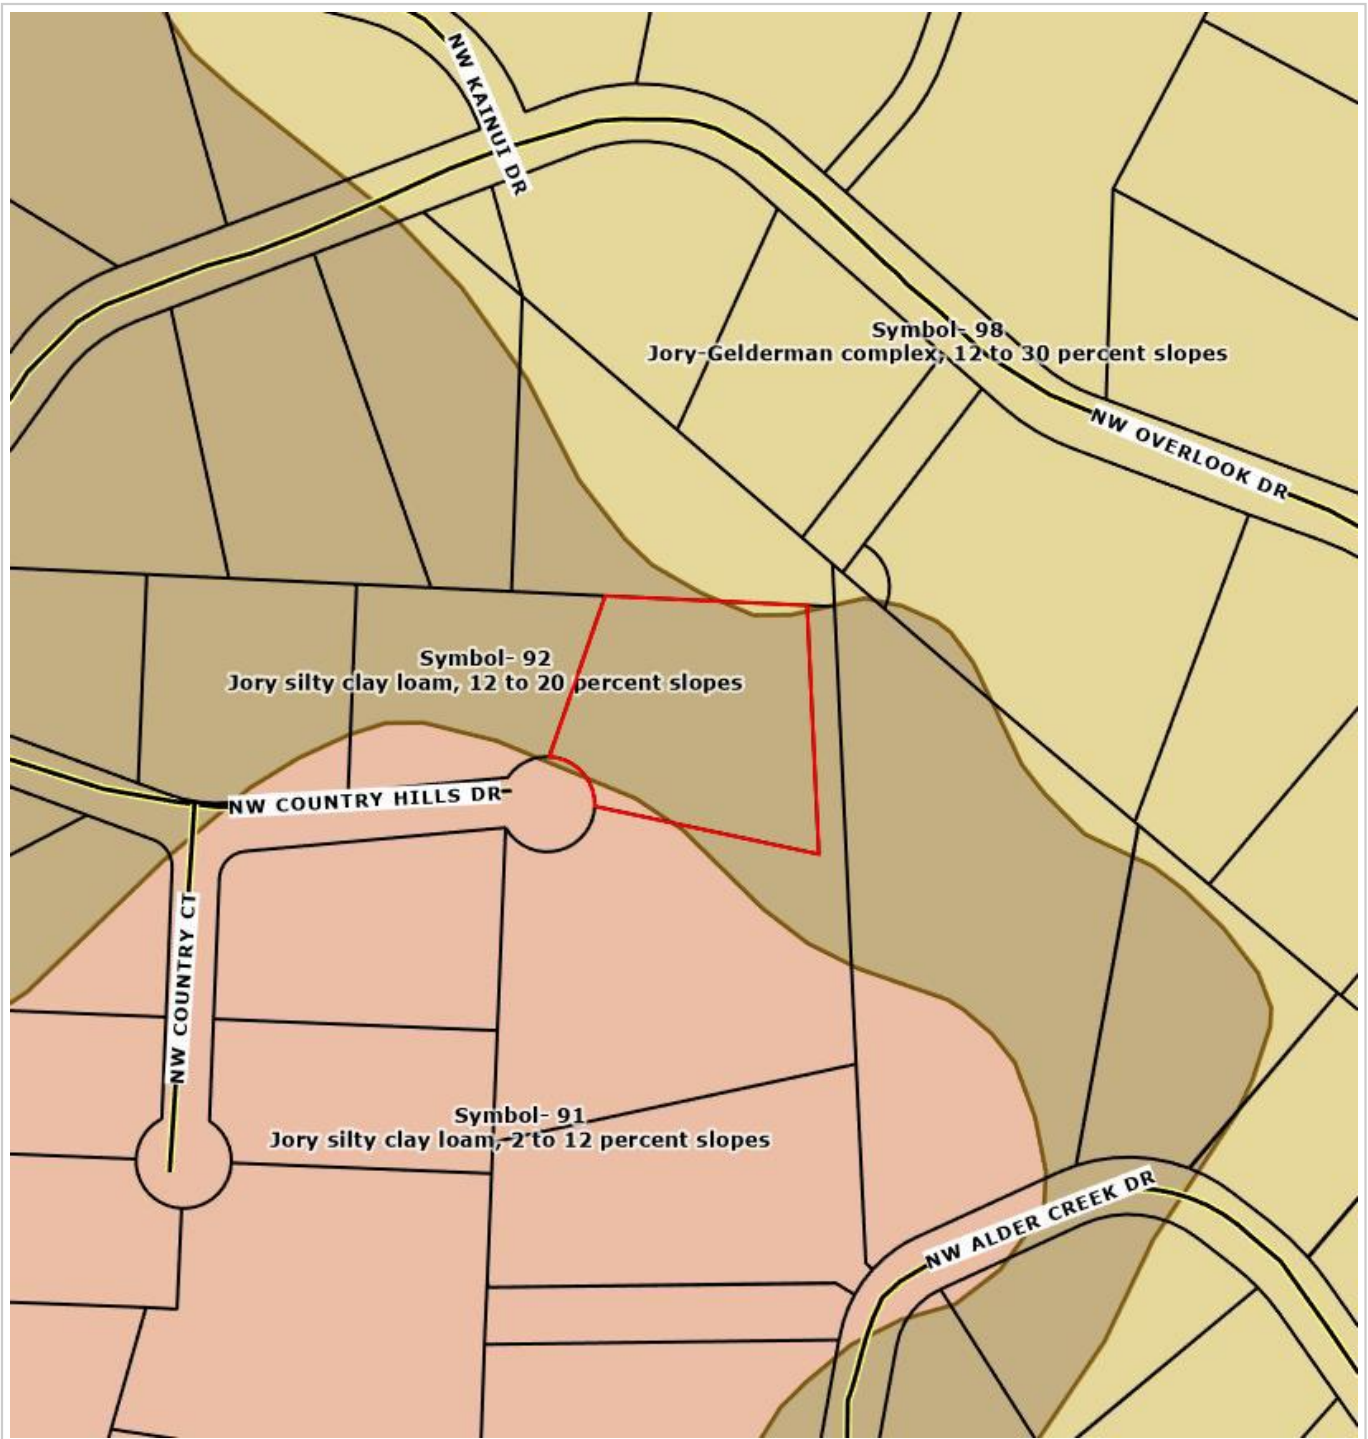 NW KAINUI DR
Symbol- 98
Jory-Gelderman complex, 12 to 30 percent slopes
NW OVERLOOK DR
Symbol- 92
Jory silty clay loam, 12 to 20 percent slopes
NW COUNTRY HILLS DR
NW COUNTRY CT
Symbol- 91
Jory silty clay loam, 2 to 12 percent slopes
NW ALDER CREEK DR